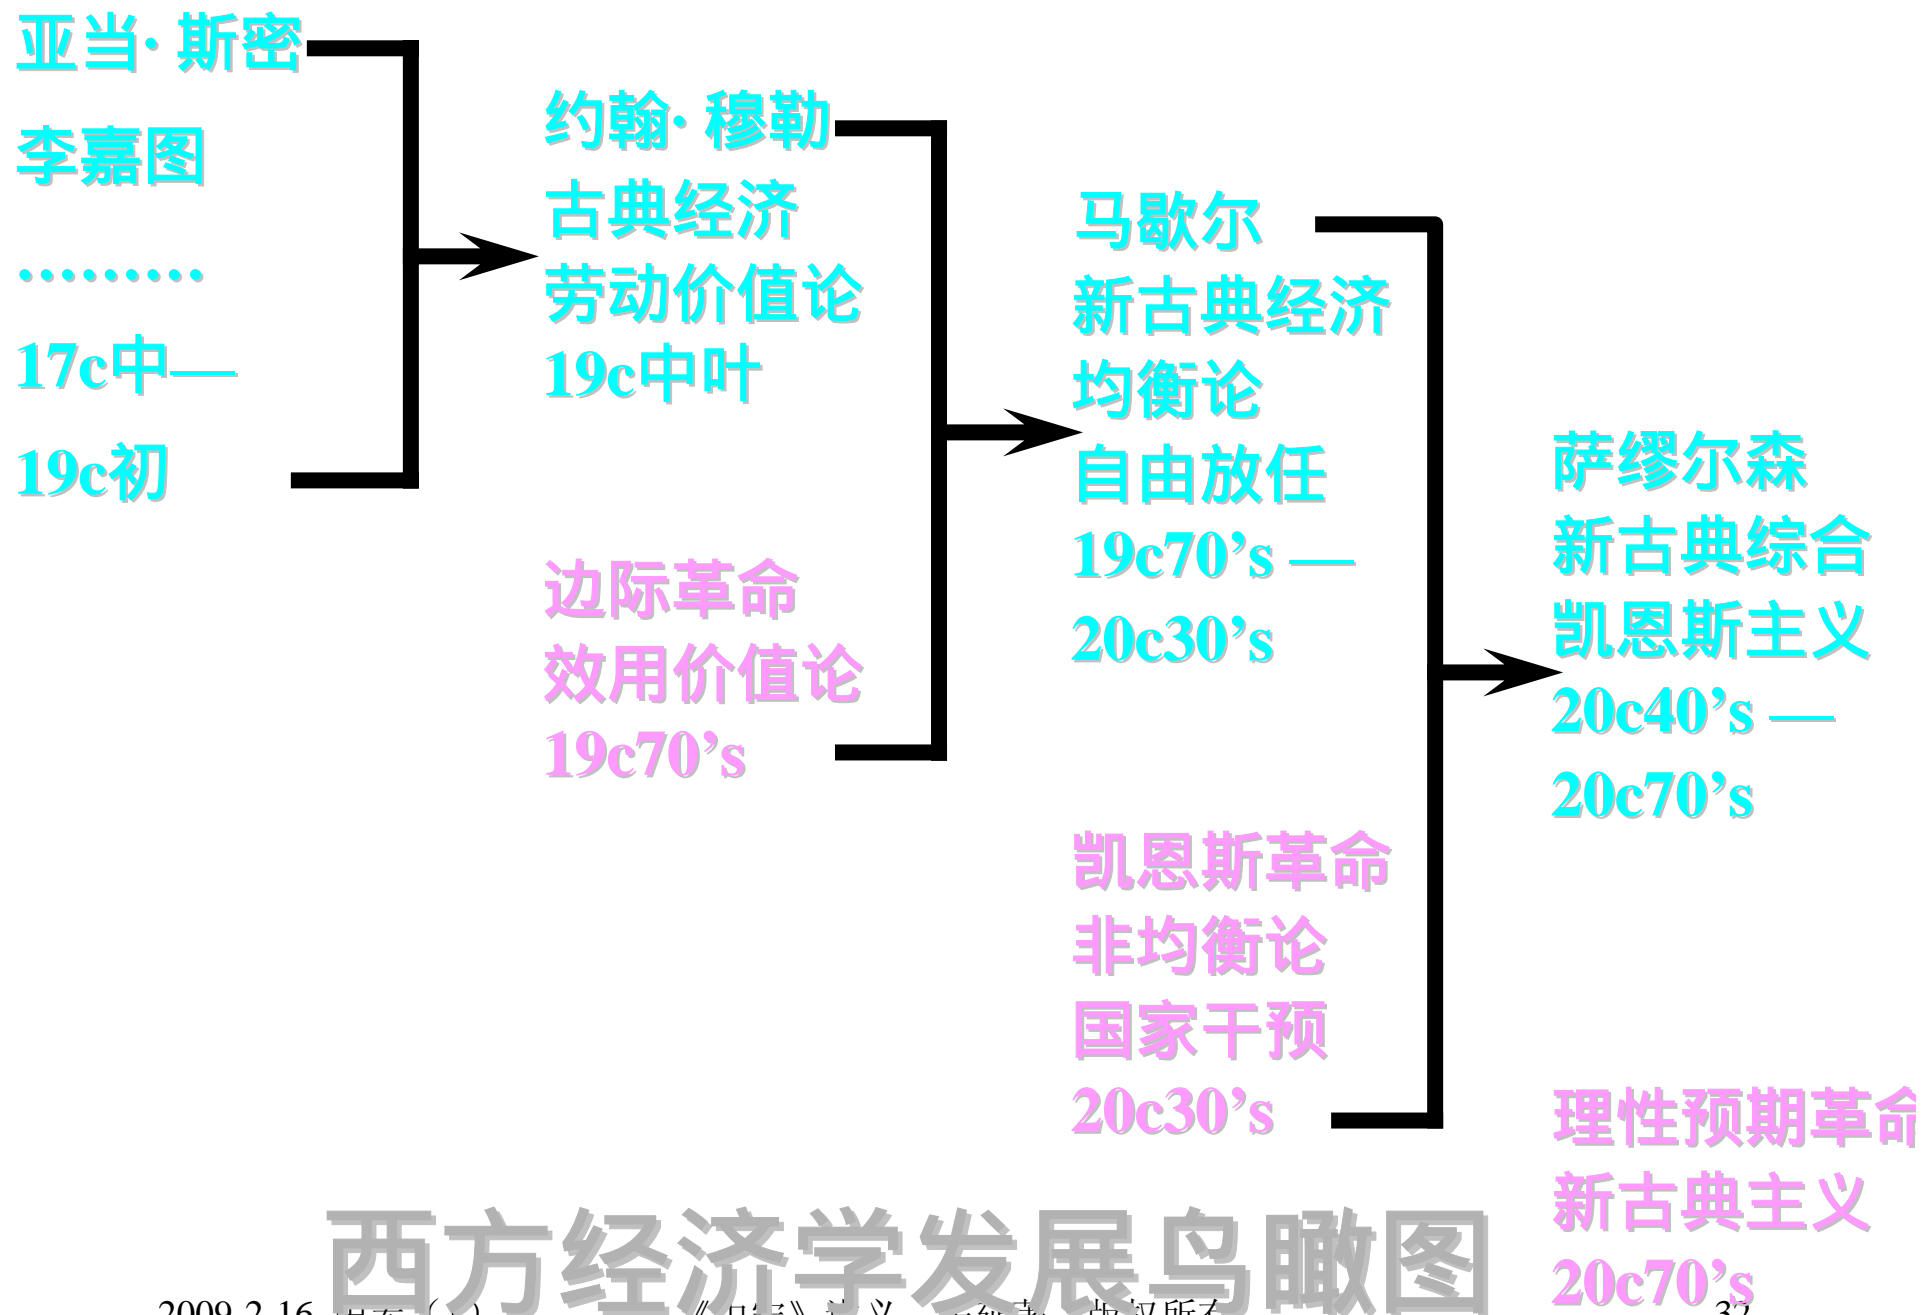 亚当· 斯密
李嘉图
………
17c中—
19c初
约翰· 穆勒
古典经济
劳动价值论
19c中叶
边际革命
效用价值论
19c70’s
马歇尔
新古典经济
均衡论
自由放任
19c70’s —
20c30’s
凯恩斯革命
非均衡论
国家干预
20c30’s
萨缪尔森
新古典综合
凯恩斯主义
20c40’s —
20c70’s
理性预期革命
新古典主义
20c70’s
西方经济学发展鸟瞰图
2009-2-16
版权所有
32